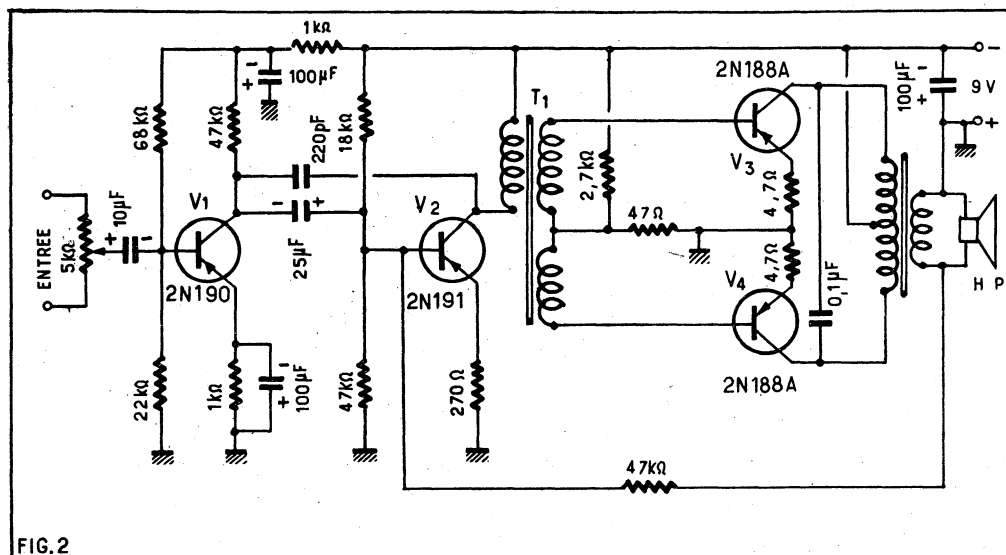 1kΩ
- + 100µF
68kΩ
47kΩ
220pF
18kΩ
2N188A
T1
100µF - +
9V
-
+
ENTREE
5kΩ
10µF + -
V1
2N190
- +
25µF
V2
2N191
2,7kΩ
47Ω
V3
4,7Ω
4,7Ω
V4
0,1µF
H P
2N188A
22kΩ
1kΩ
- + 100µF
47kΩ
270Ω
47kΩ
FIG.2